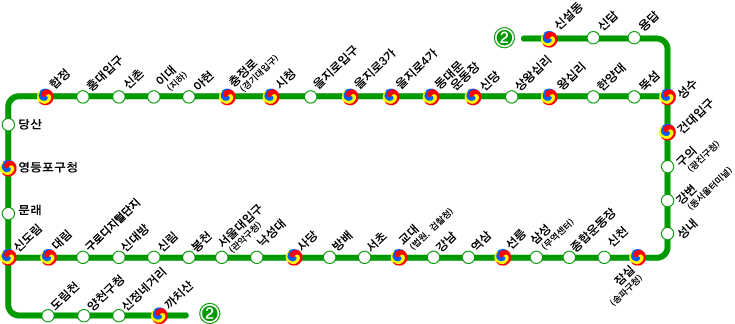 2
신설동
신답
용답
합정
홍대입구
신촌
이대
(지하)
아현
충정로
(경기대입구)
시청
을지로입구
을지로3가
을지로4가
동대문
운동장
신당
상왕십리
왕십리
한양대
뚝섬
성수
건대입구
구의
(광진구청)
강변
(동서울터미널)
성내
잠실
(송파구청)
신천
종합운동장
삼성
(무역센터)
선릉
역삼
강남
교대
(법원, 검찰청)
서초
방배
사당
낙성대
서울대입구
(관악구청)
봉천
신림
신대방
구로디지털단지
대림
신도림
문래
영등포구청
당산
도림천
양천구청
신정네거리
까치산
2